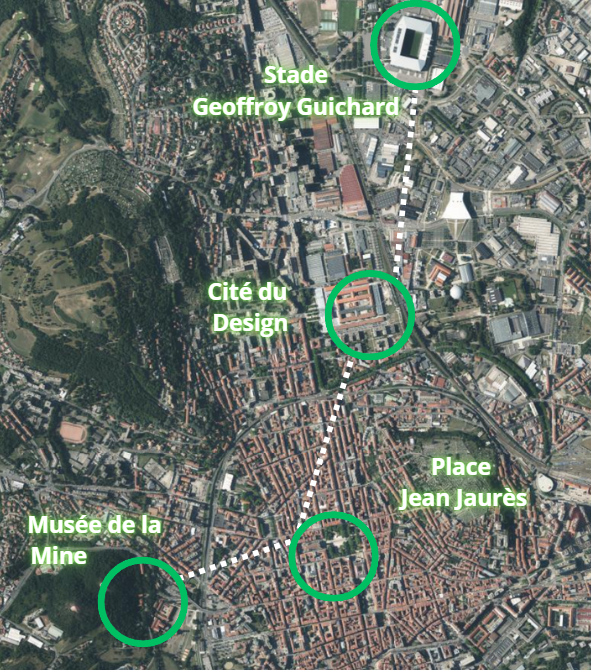 Stade
Geoffroy Guichard
Cité du
Design
Place
Jean Jaurès
Musée de la
Mine